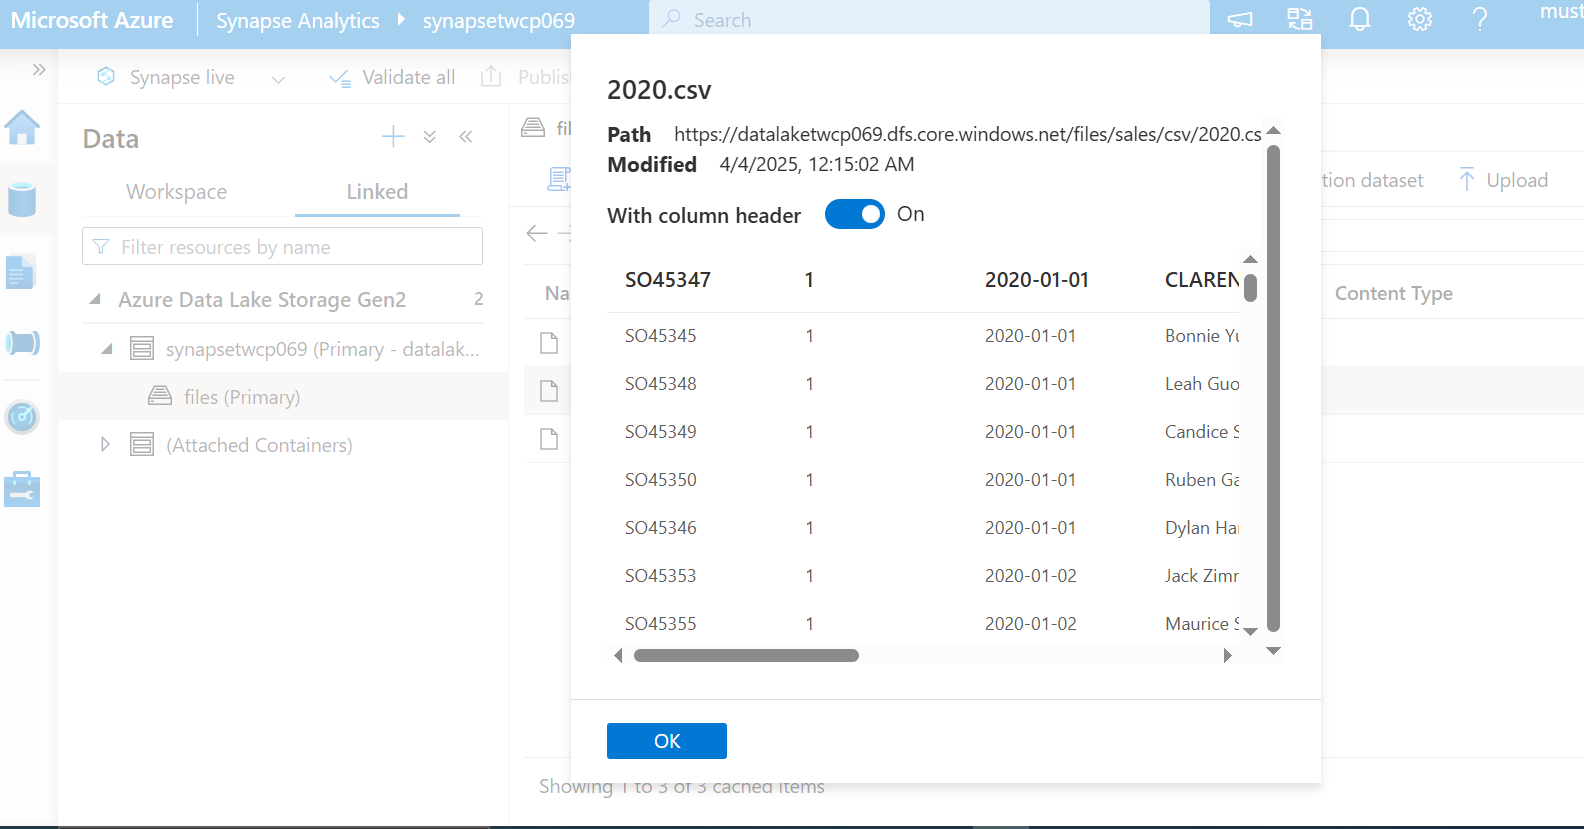 Microsoft Azure
Synapse Analytics
synapsetwcp069
Search
must
Synapse live
Validate all
Publis
Data
Workspace
Linked
Filter resources by name
Azure Data Lake Storage Gen2
2
synapsetwcp069 (Primary - datalak...
files (Primary)
(Attached Containers)
fil
tion dataset
Upload
Na
Content Type
2020.csv
Path https://datalaketwcp069.dfs.core.windows.net/files/sales/csv/2020.cs
Modified 4/4/2025, 12:15:02 AM
With column header On
SO45347 1 2020-01-01 CLAREN
SO45345 1 2020-01-01 Bonnie Yu
SO45348 1 2020-01-01 Leah Guo
SO45349 1 2020-01-01 Candice S
SO45350 1 2020-01-01 Ruben Ga
SO45346 1 2020-01-01 Dylan Har
SO45353 1 2020-01-02 Jack Zimr
SO45355 1 2020-01-02 Maurice S
OK
Showing 1 to 3 of 3 cached items